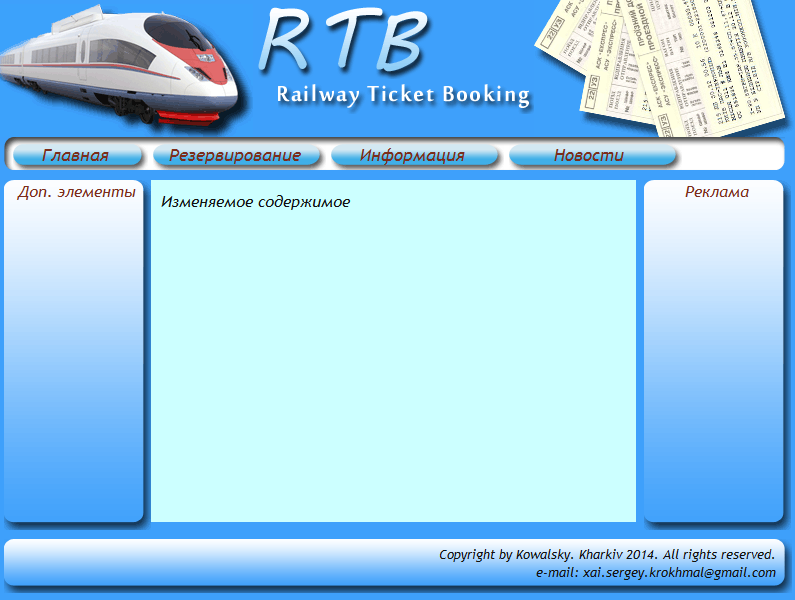 RTB
Railway Ticket Booking
Главная
Резервирование
Информация
Новости
Доп. элементы
Изменяемое содержимое
Реклама
Copyright by Kowalsky. Kharkiv 2014. All rights reserved.
e-mail: xai.sergey.krokhmal@gmail.com